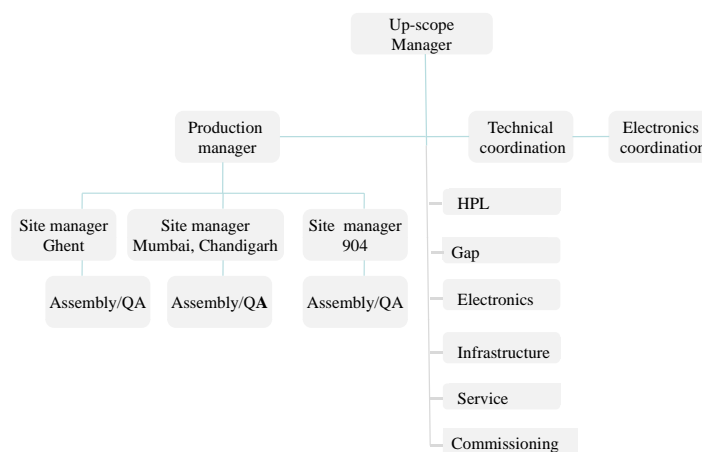 Up-scope
Manager
Production
manager
Technical
coordination
Electronics
coordination
HPL
Gap
Electronics
Infrastructure
Service
Commissioning
Site manager
Ghent
Site manager
Mumbai, Chandigarh
Site manager
904
Assembly/QA
Assembly/QA
Assembly/QA